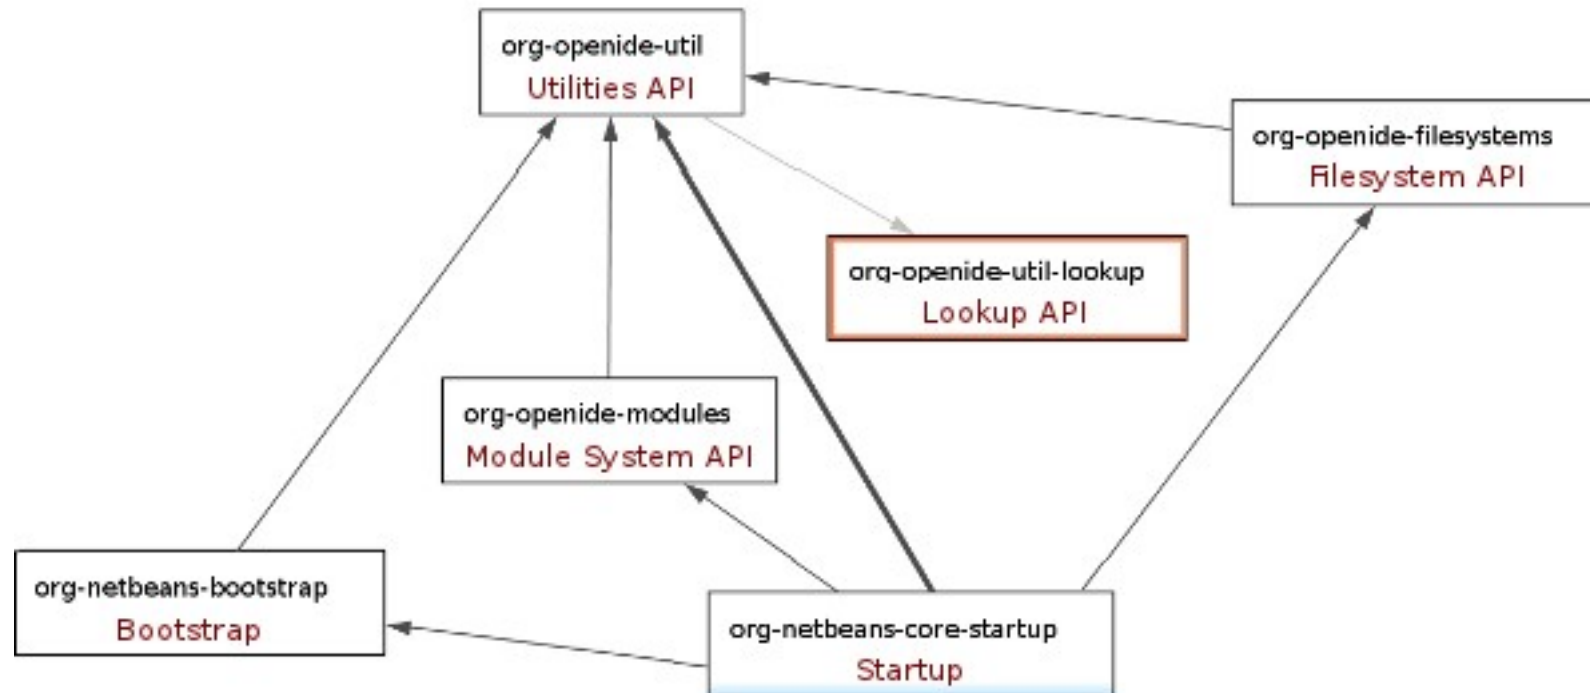 org-openide-util
Utilities API
org-openide-filesystems
Filesystem API
org-openide-util-lookup
Lookup API
org-openide-modules
Module System API
org-netbeans-bootstrap
Bootstrap
org-netbeans-core-startup
Startup